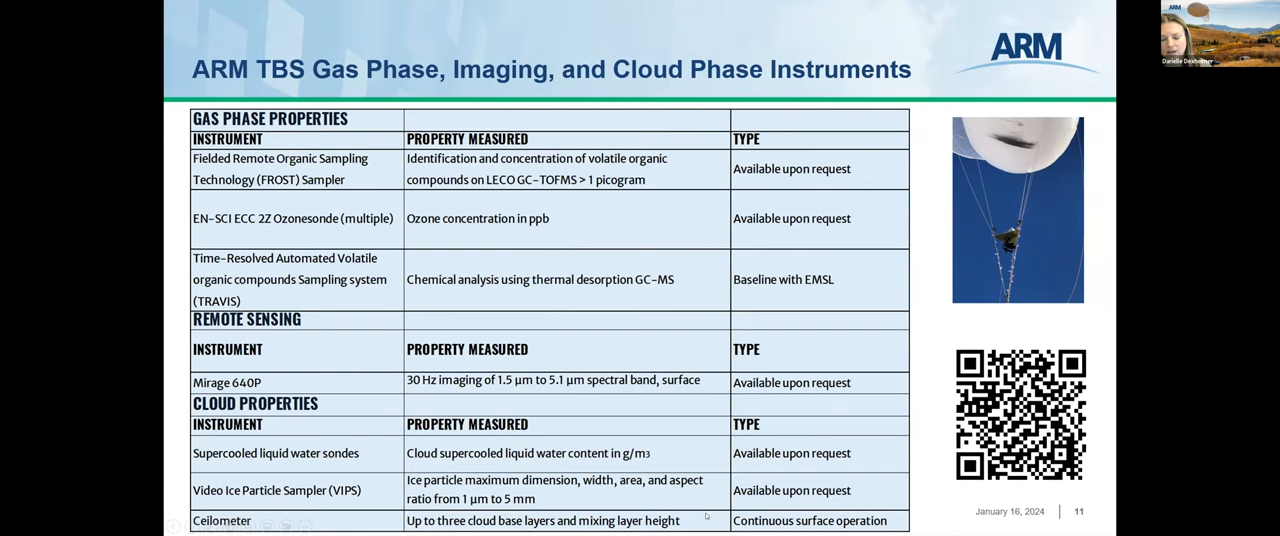 ARM
ARM TBS Gas Phase, Imaging, and Cloud Phase Instruments
ARM
Darielle Dexheimer
GAS PHASE PROPERTIES
INSTRUMENT PROPERTY MEASURED TYPE
Fielded Remote Organic Sampling
Technology (FROST) Sampler
Identification and concentration of volatile organic
compounds on LECO GC-TOFMS > 1 picogram
Available upon request
EN-SCI ECC 2Z Ozonesonde (multiple) Ozone concentration in ppb Available upon request
Time-Resolved Automated Volatile
organic compounds Sampling system
(TRAVIS)
Chemical analysis using thermal desorption GC-MS
Baseline with EMSL
REMOTE SENSING
INSTRUMENT PROPERTY MEASURED TYPE
Mirage 640P 30 Hz imaging of 1.5 µm to 5.1 µm spectral band, surface Available upon request
CLOUD PROPERTIES
INSTRUMENT PROPERTY MEASURED TYPE
Supercooled liquid water sondes Cloud supercooled liquid water content in g/m3 Available upon request
Video Ice Particle Sampler (VIPS)
Ice particle maximum dimension, width, area, and aspect
ratio from 1 µm to 5 mm
Available upon request
Ceilometer Up to three cloud base layers and mixing layer height Continuous surface operation
January 16, 2024 11